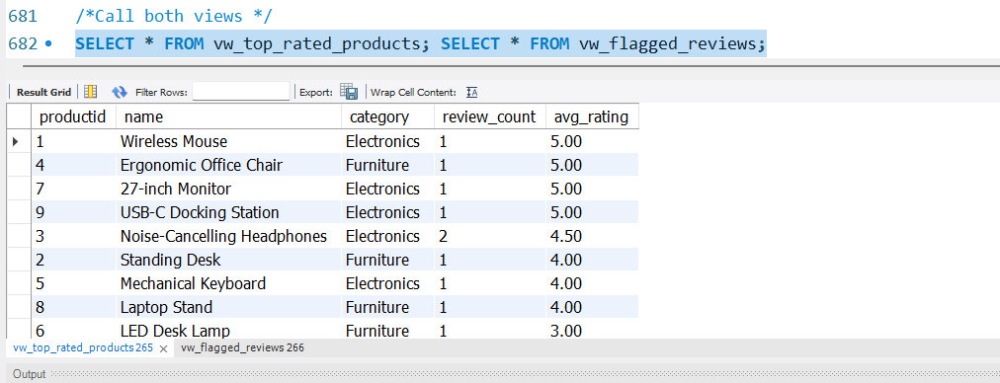 681 /*Call both views */
682 SELECT * FROM vw_top_rated_products; SELECT * FROM vw_flagged_reviews;
Result Grid Filter Rows: Export: Wrap Cell Content:
productid name category review_count avg_rating
1 Wireless Mouse Electronics 1 5.00
4 Ergonomic Office Chair Furniture 1 5.00
7 27-inch Monitor Electronics 1 5.00
9 USB-C Docking Station Electronics 1 5.00
3 Noise-Cancelling Headphones Electronics 2 4.50
2 Standing Desk Furniture 1 4.00
5 Mechanical Keyboard Electronics 1 4.00
8 Laptop Stand Furniture 1 4.00
6 LED Desk Lamp Furniture 1 3.00
vw_top_rated_products 265 vw_flagged_reviews 266
Output